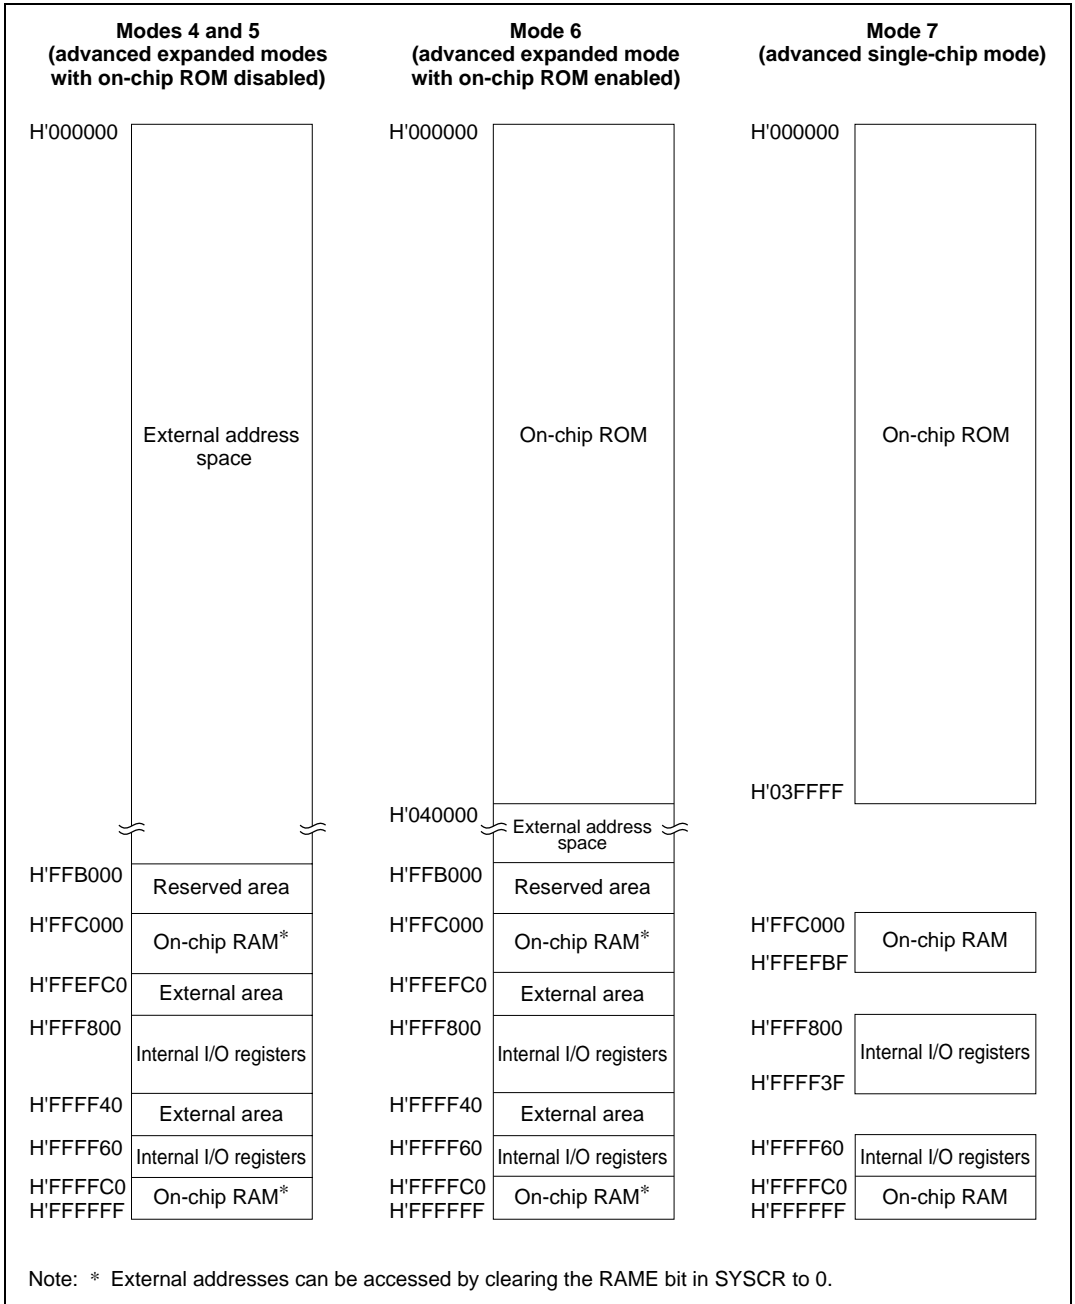 Modes 4 and 5
(advanced expanded modes
with on-chip ROM disabled)
H'000000
External address
space
H'FFB000
Reserved area
H'FFC000
On-chip RAM*
H'FFEFC0
External area
H'FFF800
Internal I/O registers
H'FFFF40
External area
H'FFFF60
Internal I/O registers
H'FFFFC0
On-chip RAM*
H'FFFFFF
Mode 6
(advanced expanded mode
with on-chip ROM enabled)
H'000000
On-chip ROM
H'040000
External address
space
H'FFB000
Reserved area
H'FFC000
On-chip RAM*
H'FFEFC0
External area
H'FFF800
Internal I/O registers
H'FFFF40
External area
H'FFFF60
Internal I/O registers
H'FFFFC0
On-chip RAM*
H'FFFFFF
Mode 7
(advanced single-chip mode)
H'000000
On-chip ROM
H'03FFFF
H'FFC000
On-chip RAM
H'FFEFBF
H'FFF800
Internal I/O registers
H'FFFF3F
H'FFFF60
Internal I/O registers
H'FFFFC0
On-chip RAM
H'FFFFFF
Note: * External addresses can be accessed by clearing the RAME bit in SYSCR to 0.